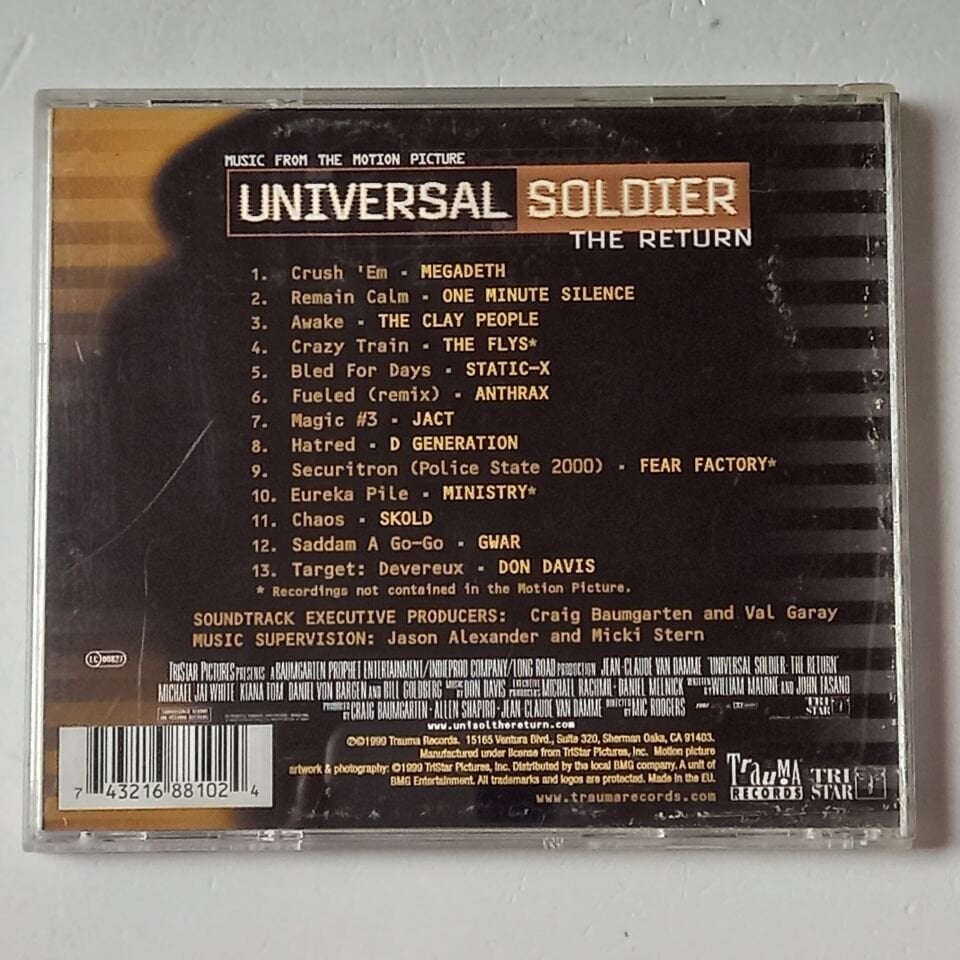 MUSIC FROM THE MOTION PICTURE
UNIVERSAL SOLDIER
THE RETURN
1. Crush 'Em - MEGADETH
2. Remain Calm - ONE MINUTE SILENCE
3. Awake - THE CLAY PEOPLE
4. Crazy Train - THE FLYS*
5. Bled For Days - STATIC-X
6. Fueled (remix) - ANTHRAX
7. Magic #3 - JACT
8. Hatred - D GENERATION
9. Securitron (Police State 2000) - FEAR FACTORY*
10. Eureka Pile - MINISTRY*
11. Chaos - SKOLD
12. Saddam A Go-Go - GWAR
13. Target: Devereux - DON DAVIS
* Recordings not contained in the Motion Picture.
SOUNDTRACK EXECUTIVE PRODUCERS: Craig Baumgarten and Val Garay
MUSIC SUPERVISION: Jason Alexander and Micki Stern
TRISTAR PICTURES PRESENTS A BAUMGARTEN PROPHET ENTERTAINMENT/INDIEPROD COMPANY/LONG ROAD PRODUCTION JEAN-CLAUDE VAN DAMME "UNIVERSAL SOLDIER: THE RETURN"
MICHAEL JAI WHITE KIANA TOM DANIEL VON BARGEN AND BILL GOLDBERG MUSIC BY DON DAVIS EXECUTIVE PRODUCERS MICHAEL RACHMIL - DANIEL MELNICK WRITTEN BY WILLIAM MALONE AND JOHN FASANO
PRODUCED BY CRAIG BAUMGARTEN - ALLEN SHAPIRO - JEAN-CLAUDE VAN DAMME DIRECTED BY MIC RODGERS
TRI STAR
www.unisolthereturn.com
℗©1999 Trauma Records. 15165 Ventura Blvd., Suite 320, Sherman Oaks, CA 91403.
Manufactured under license from TriStar Pictures, Inc. Motion picture
artwork & photography: ©1999 TriStar Pictures, Inc. Distributed by the local BMG company. A unit of
BMG Entertainment. All trademarks and logos are protected. Made in the EU.
www.traumarecords.com
TrauMA
RECORDS
TRI
STAR
7 43216 88102 4